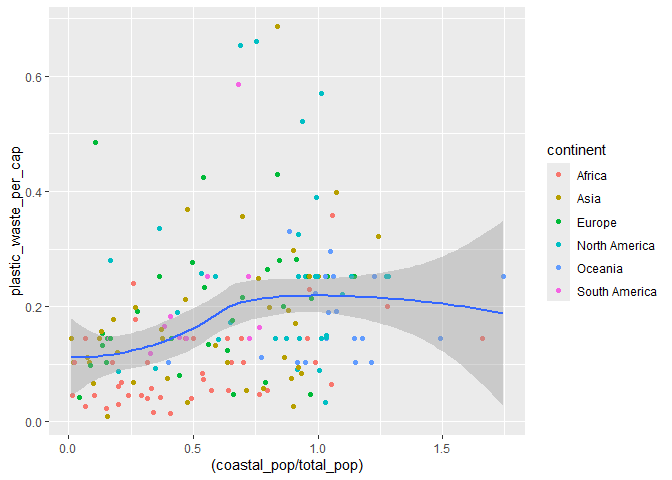 0.6
0.4
0.2
0.0
plastic_waste_per_cap
0.0 0.5 1.0 1.5
(coastal_pop/total_pop)
continent
Africa
Asia
Europe
North America
Oceania
South America